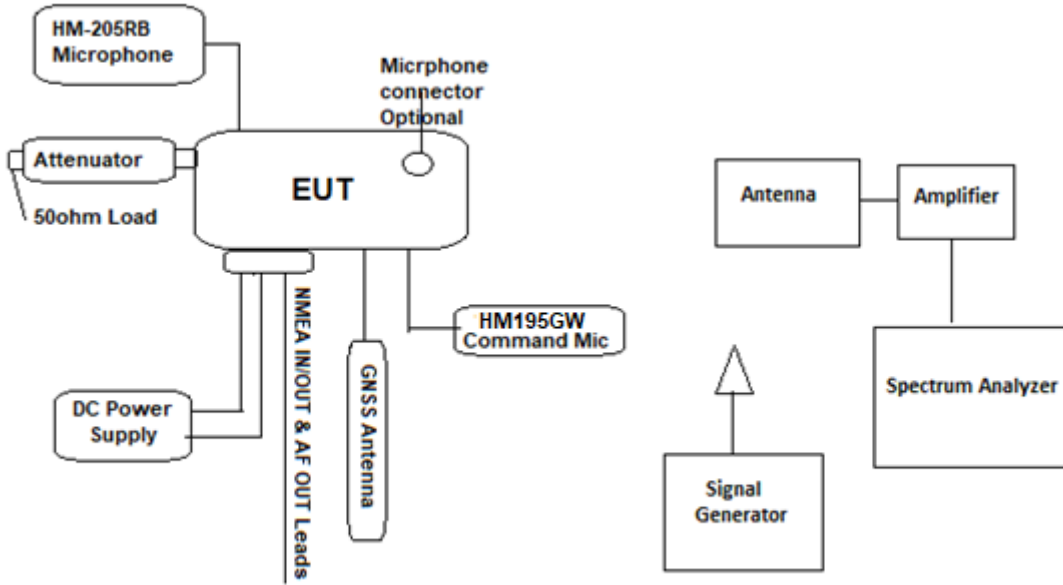 HM-205RB
Microphone
Micrphone
connector
Optional
Attenuator
50ohm Load
EUT
NMEA IN/OUT & AF OUT Leads
GNSS Antenna
HM195GW
Command Mic
DC Power
Supply
Antenna
Amplifier
Spectrum Analyzer
Signal
Generator